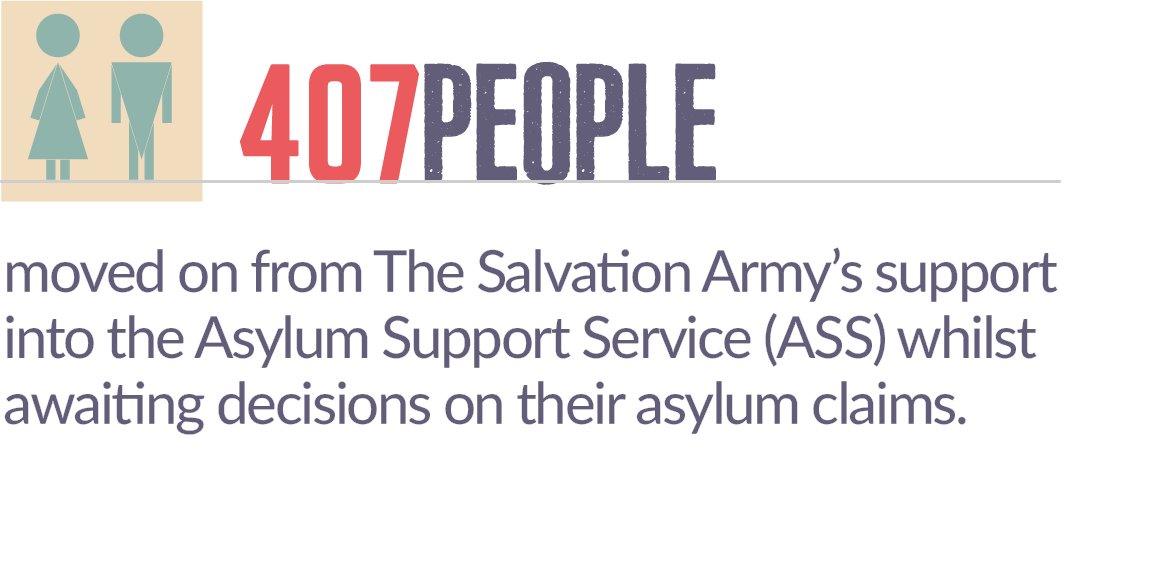 407PEOPLE
moved on from The Salvation Army’s support
into the Asylum Support Service (ASS) whilst
awaiting decisions on their asylum claims.